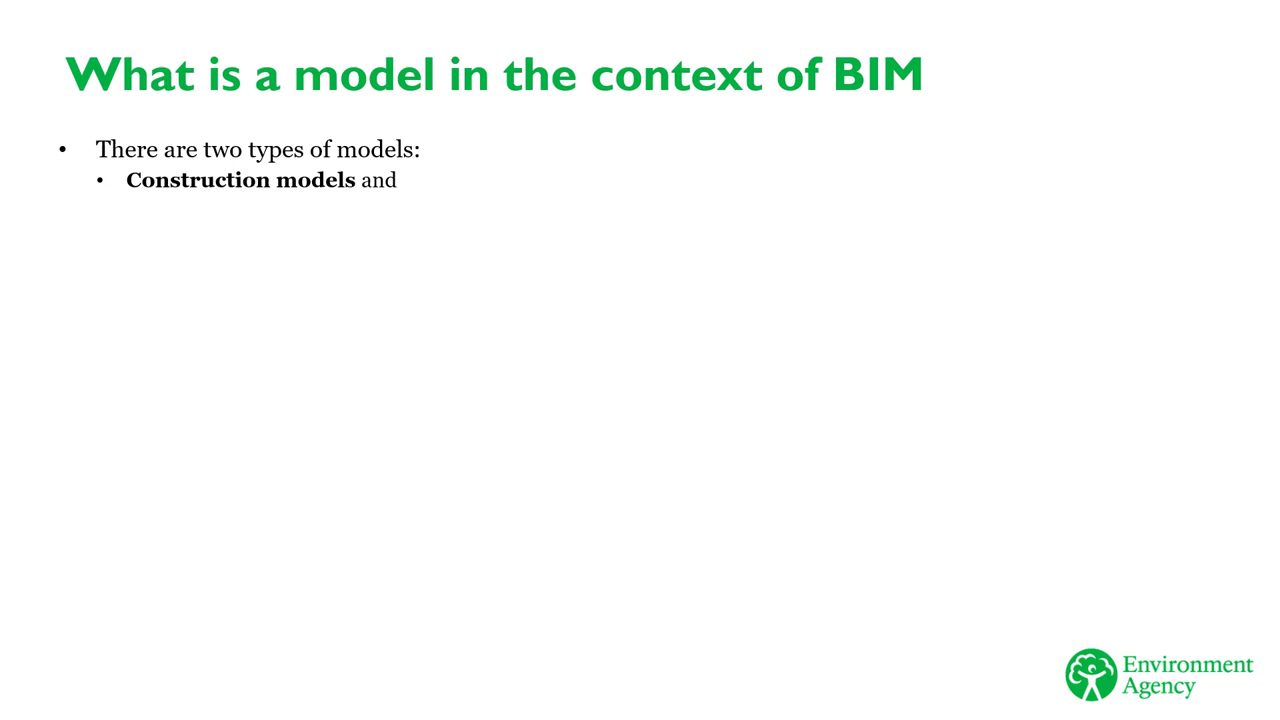 What is a model in the context of BIM
• There are two types of models:
• Construction models and
Environment
Agency